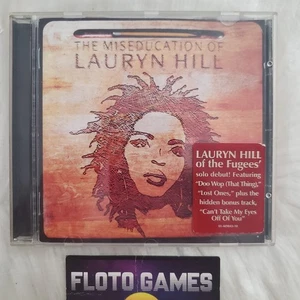 THE MISEDUCATION OF
LAURYN HILL
LAURYN HILL
of the Fugees'
solo debut! Featuring
"Doo Wop (That Thing),"
"Lost Ones," plus the
hidden bonus track,
"Can't Take My Eyes
Off Of You"
FLOTO GAMES